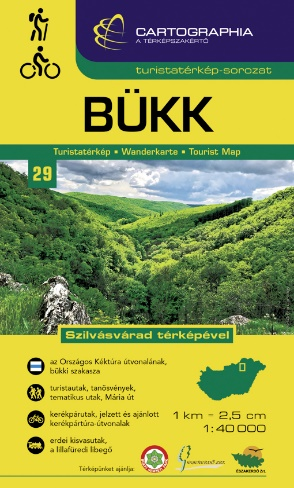 CARTOGRAPHIA
A TÉRKÉPSZAKÉRTŐ
turistatérkép-sorozat
BÜKK
Turistatérkép • Wanderkarte • Tourist Map
29
Szilvásvárad térképével
az Országos Kéktúra útvonalának,
bükki szakasza
turistautak, tanösvények,
tematikus utak, Mária út
kerékpárutak, jelzett és ajánlott
kerékpártúra-útvonalak
erdei kisvasutak,
a lillafüredi libegő
1 km = 2,5 cm
1:40 000
Térképünket ajánlja:
ÉSZAKERDŐ Zrt.